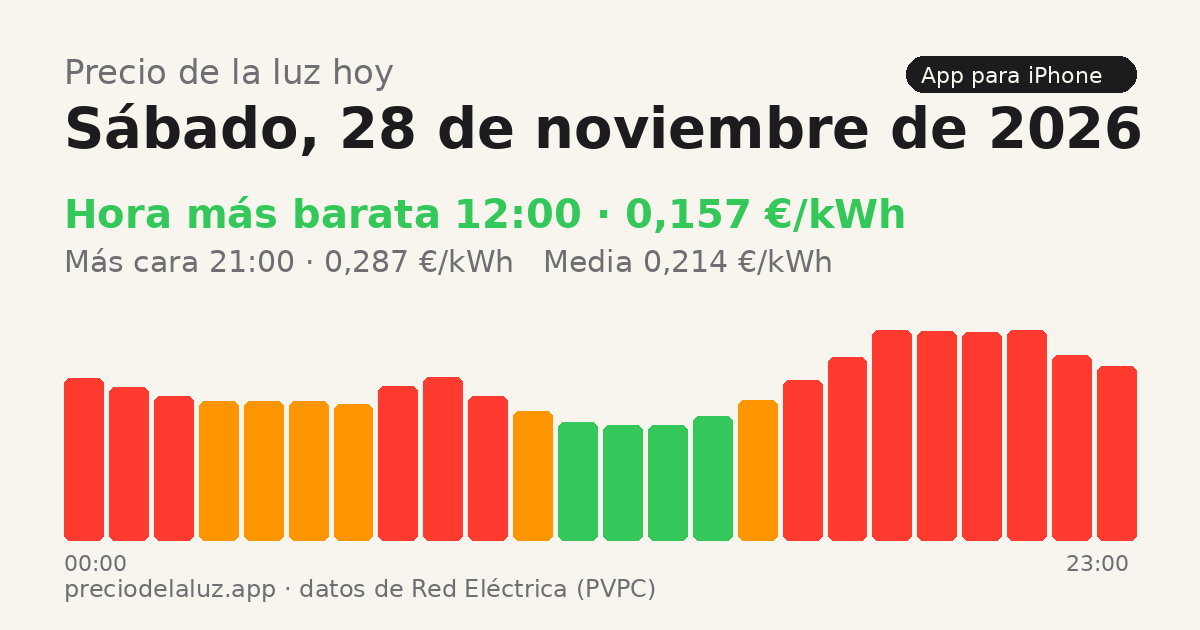 Precio de la luz hoy
App para iPhone
Sábado, 28 de noviembre de 2026
Hora más barata 12:00 · 0,157 €/kWh
Más cara 21:00 · 0,287 €/kWh   Media 0,214 €/kWh
00:00
23:00
preciodelaluz.app · datos de Red Eléctrica (PVPC)